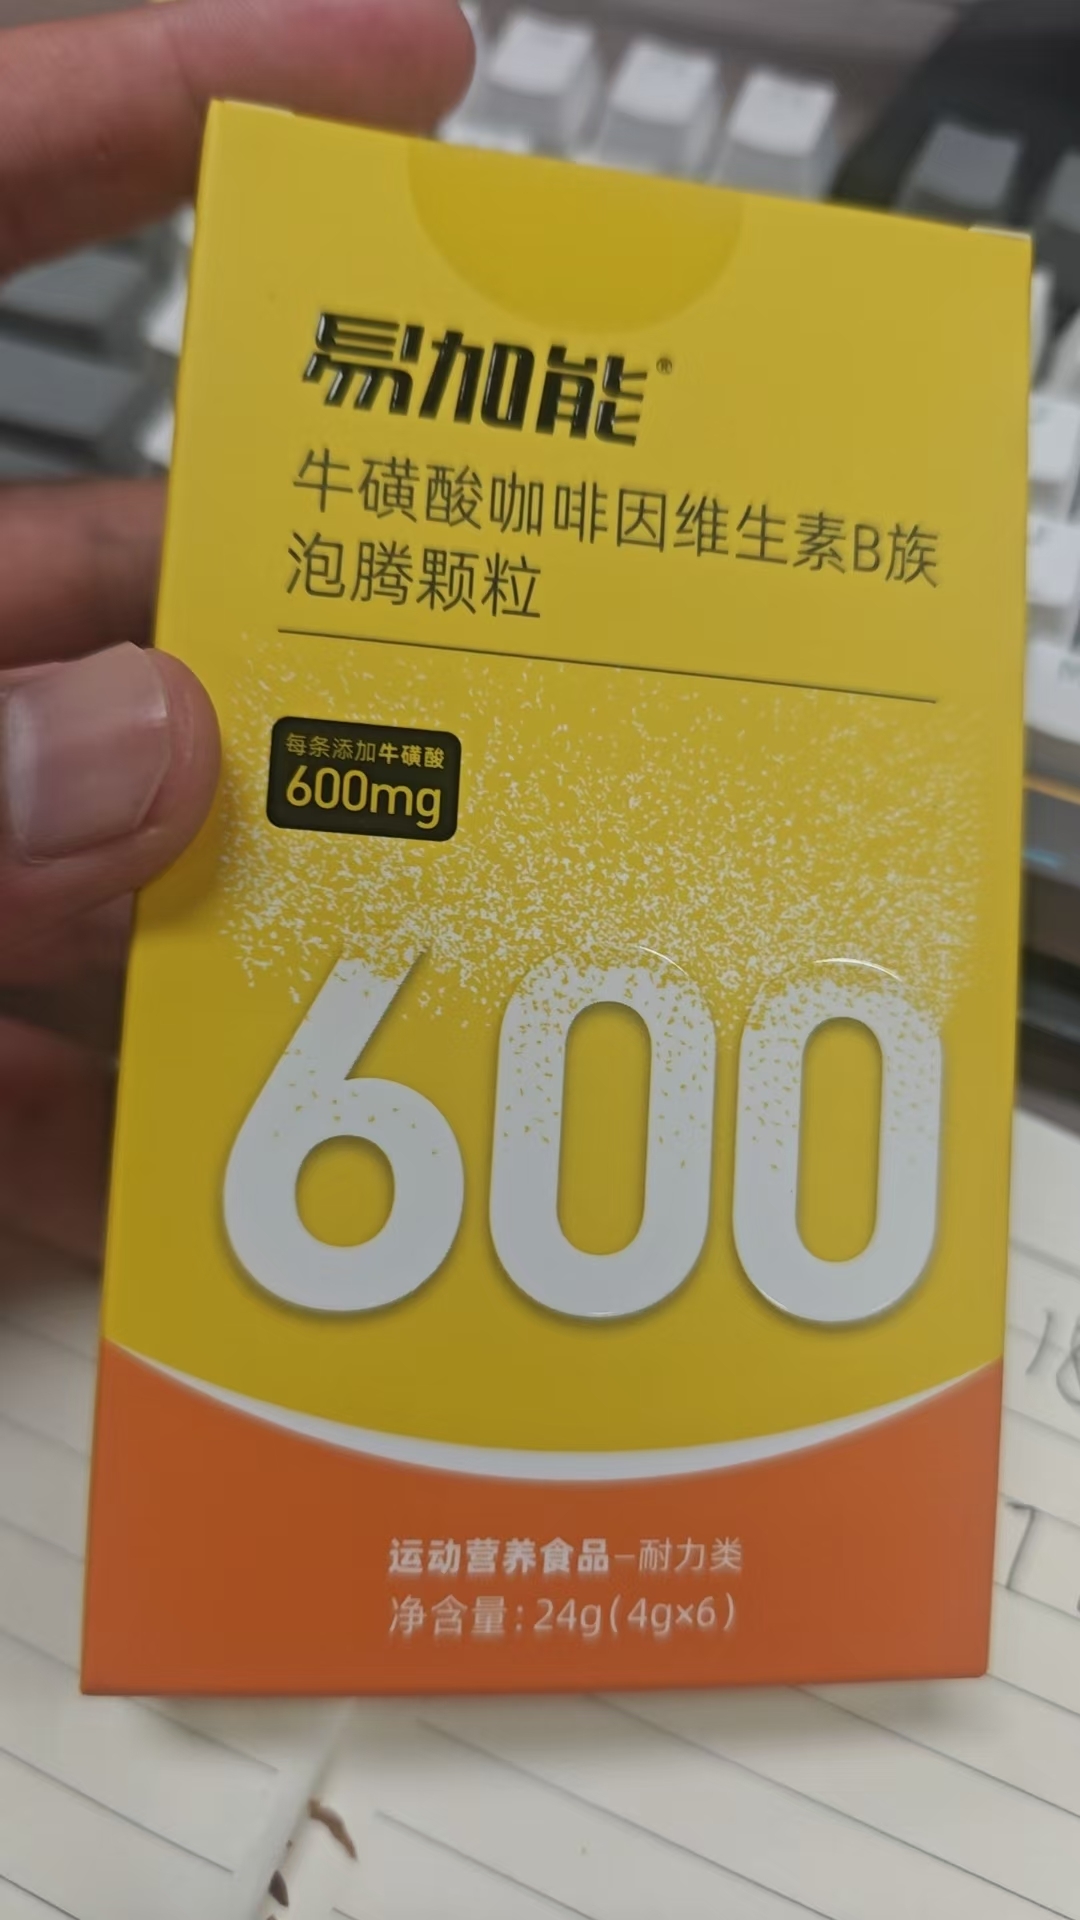 易加能®
牛磺酸咖啡因维生素B族
泡腾颗粒
每条添加牛磺酸
600mg
600
运动营养食品-耐力类
净含量:24g(4g×6)